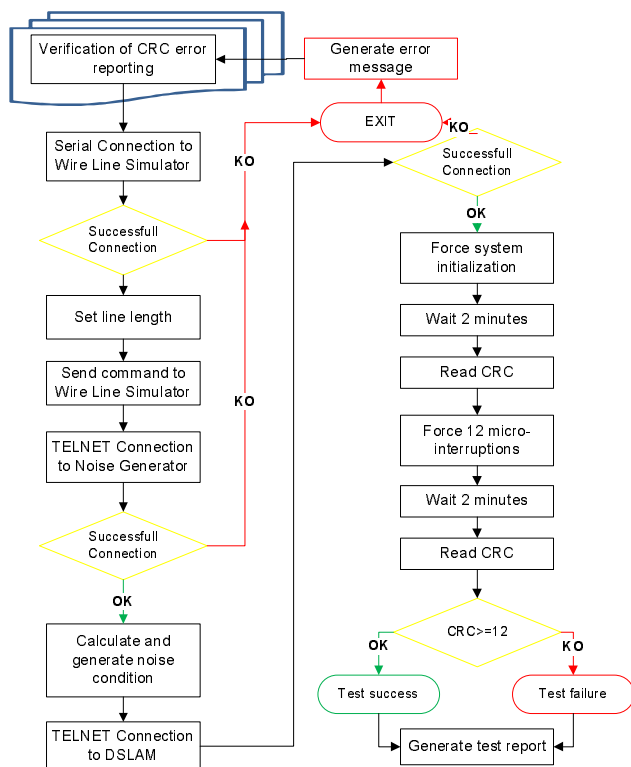 Verification of CRC error
reporting
Generate error
message
EXIT
KO_
Serial Connection to
Wire Line Simulator
KO
Successfull
Connection
Successfull
Connection
OK
Set line length
Send command to
Wire Line Simulator
KO
TELNET Connection
to Noise Generator
Successfull
Connection
OK
Calculate and
generate noise
condition
TELNET Connection
to DSLAM
Force system
initialization
Wait 2 minutes
Read CRC
Force 12 micro-
interruptions
Wait 2 minutes
Read CRC
CRC>=12
OK
KO
Test success
Test failure
Generate test report